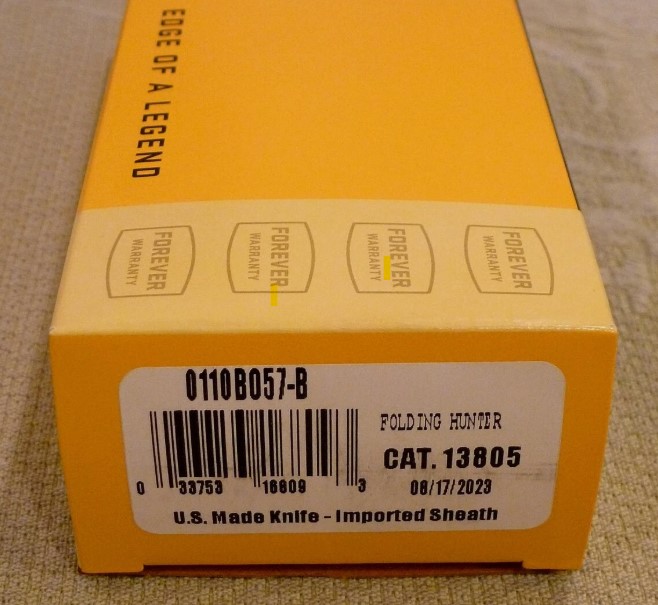 EDGE OF A LEGEND
FOREVER
WARRANTY
FOREVER
WARRANTY
FOREVER
WARRANTY
FOREVER
WARRANTY
0110B057-B
FOLDING HUNTER
CAT. 13805
0 33753 16809 3
08/17/2023
U.S. Made Knife - Imported Sheath